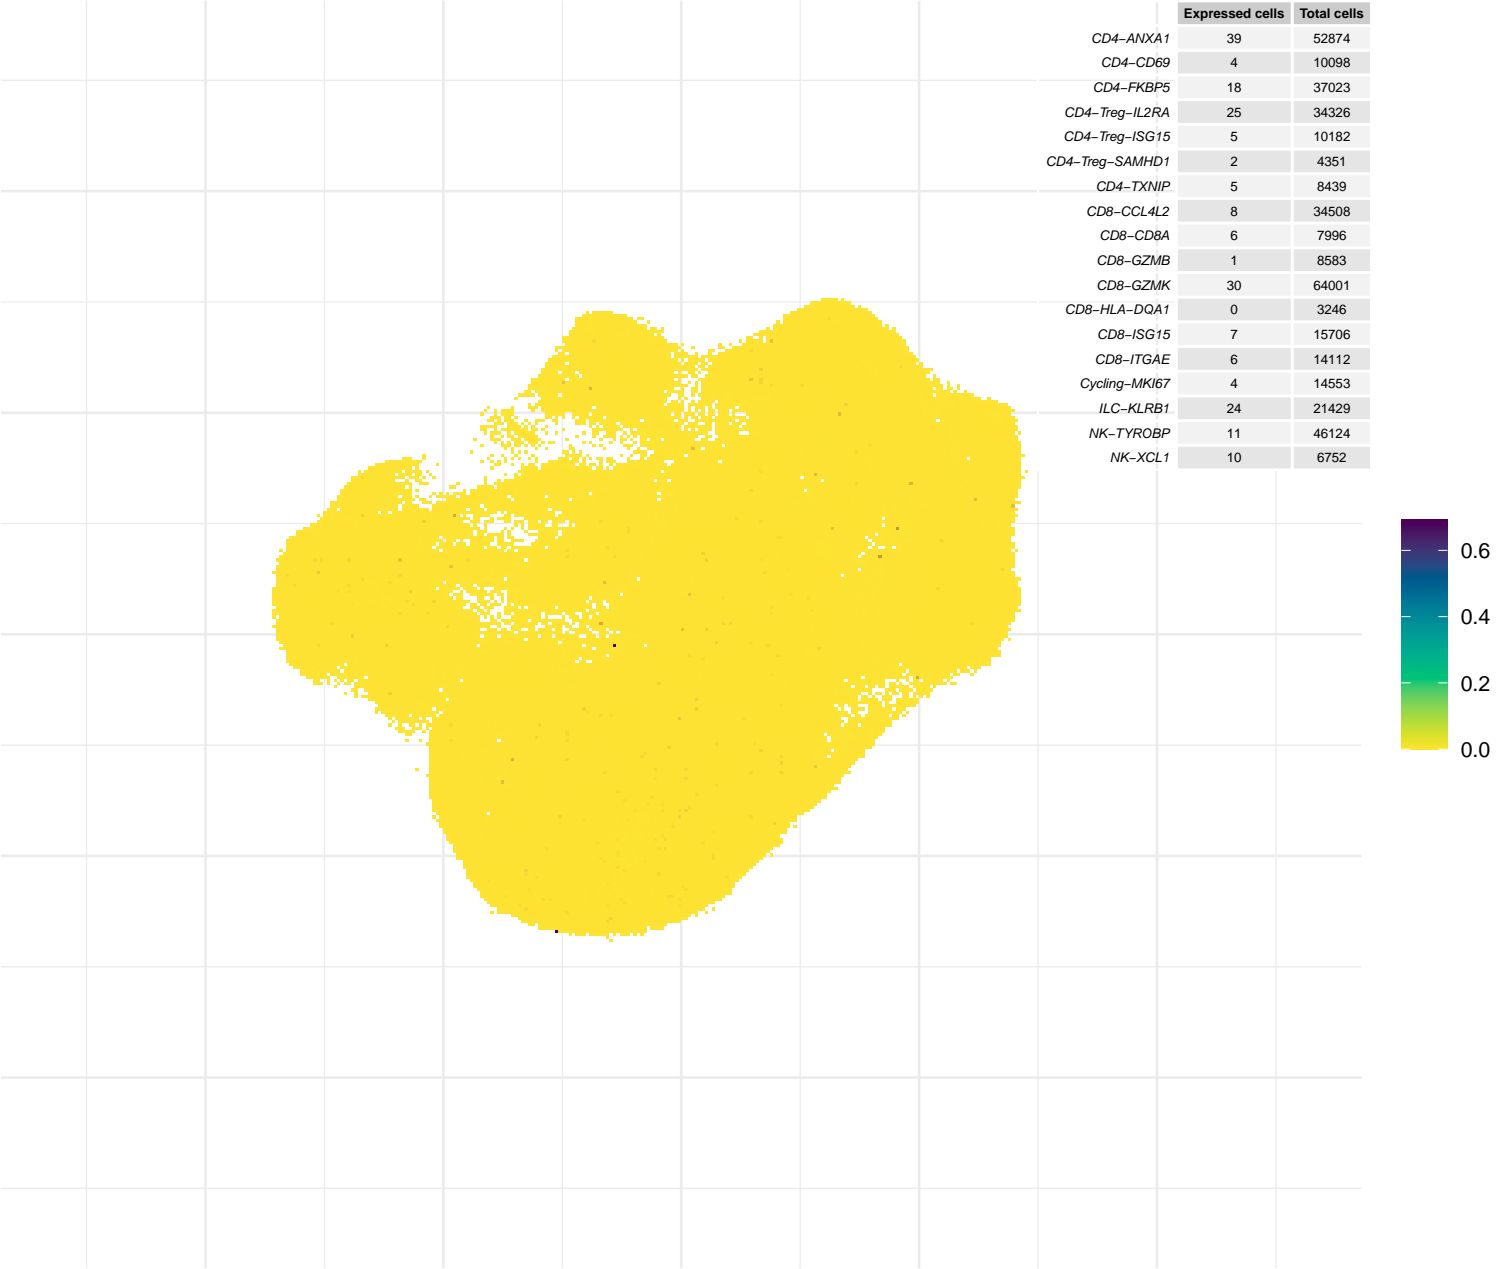 Expressed cells Total cells
CD4−ANXA1 39 52874
CD4−CD69 4 10098
CD4−FKBP5 18 37023
CD4−Treg−IL2RA 25 34326
CD4−Treg−ISG15 5 10182
CD4−Treg−SAMHD1 2 4351
CD4−TXNIP 5 8439
CD8−CCL4L2 8 34508
CD8−CD8A 6 7996
CD8−GZMB 1 8583
CD8−GZMK 30 64001
CD8−HLA−DQA1 0 3246
CD8−ISG15 7 15706
CD8−ITGAE 6 14112
Cycling−MKI67 4 14553
ILC−KLRB1 24 21429
NK−TYROBP 11 46124
NK−XCL1 10 6752
0.6
0.4
0.2
0.0